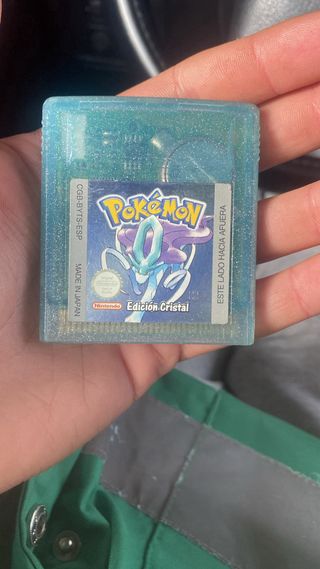 POKéMON
Edición Cristal
Nintendo
CGB-BYTS-ESP
MADE IN JAPAN
ESTE LADO HACIA AFUERA